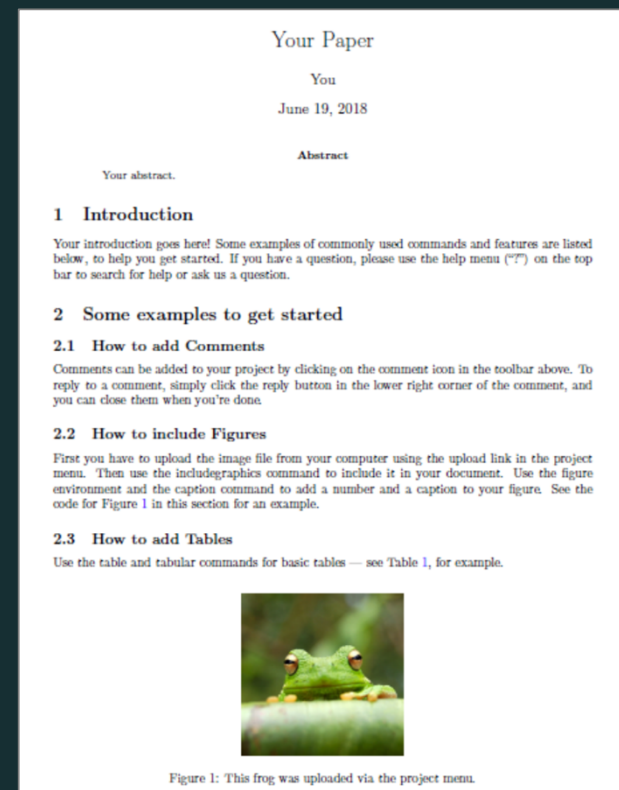 Your Paper
You
June 19, 2018
Abstract
Your abstract.
1 Introduction
Your introduction goes here! Some examples of commonly used commands and features are listed
below, to help you get started. If you have a question, please use the help menu (“?”) on the top
bar to search for help or ask us a question.
2 Some examples to get started
2.1 How to add Comments
Comments can be added to your project by clicking on the comment icon in the toolbar above. To
reply to a comment, simply click the reply button in the lower right corner of the comment, and
you can close them when you’re done.
2.2 How to include Figures
First you have to upload the image file from your computer using the upload link in the project
menu. Then use the includegraphics command to include it in your document. Use the figure
environment and the caption command to add a number and a caption to your figure. See the
code for Figure 1 in this section for an example.
2.3 How to add Tables
Use the table and tabular commands for basic tables — see Table 1, for example.
Figure 1: This frog was uploaded via the project menu.